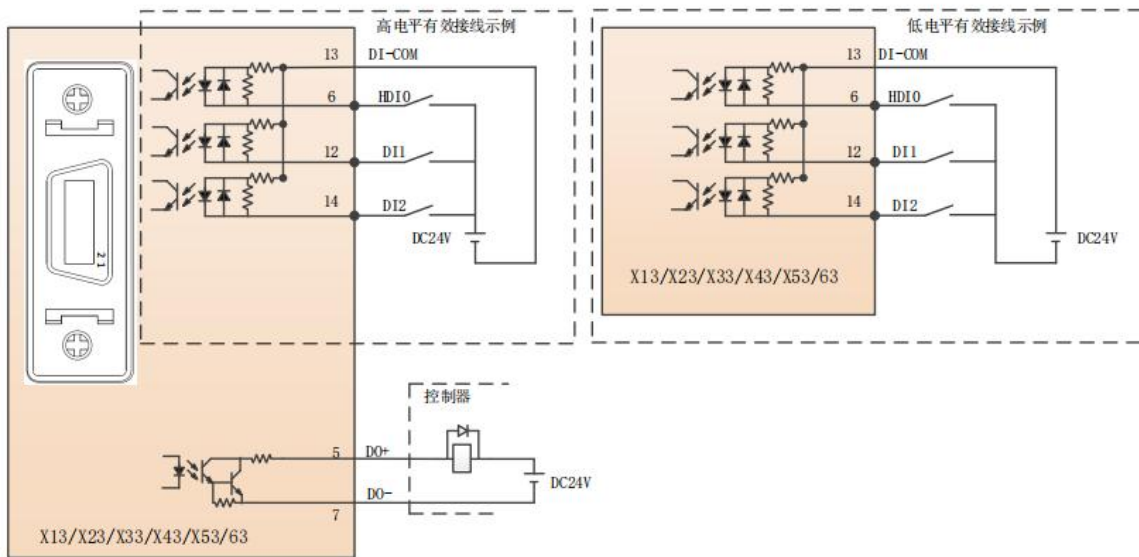 高电平有效接线示例
13 DI-COM
6 HDI0
12 DI1
14 DI2
DC24V
2 1
低电平有效接线示例
13 DI-COM
6 HDI0
12 DI1
14 DI2
DC24V
X13/X23/X33/X43/X53/63
控制器
5 DO+
DC24V
DO-
7
X13/X23/X33/X43/X53/63